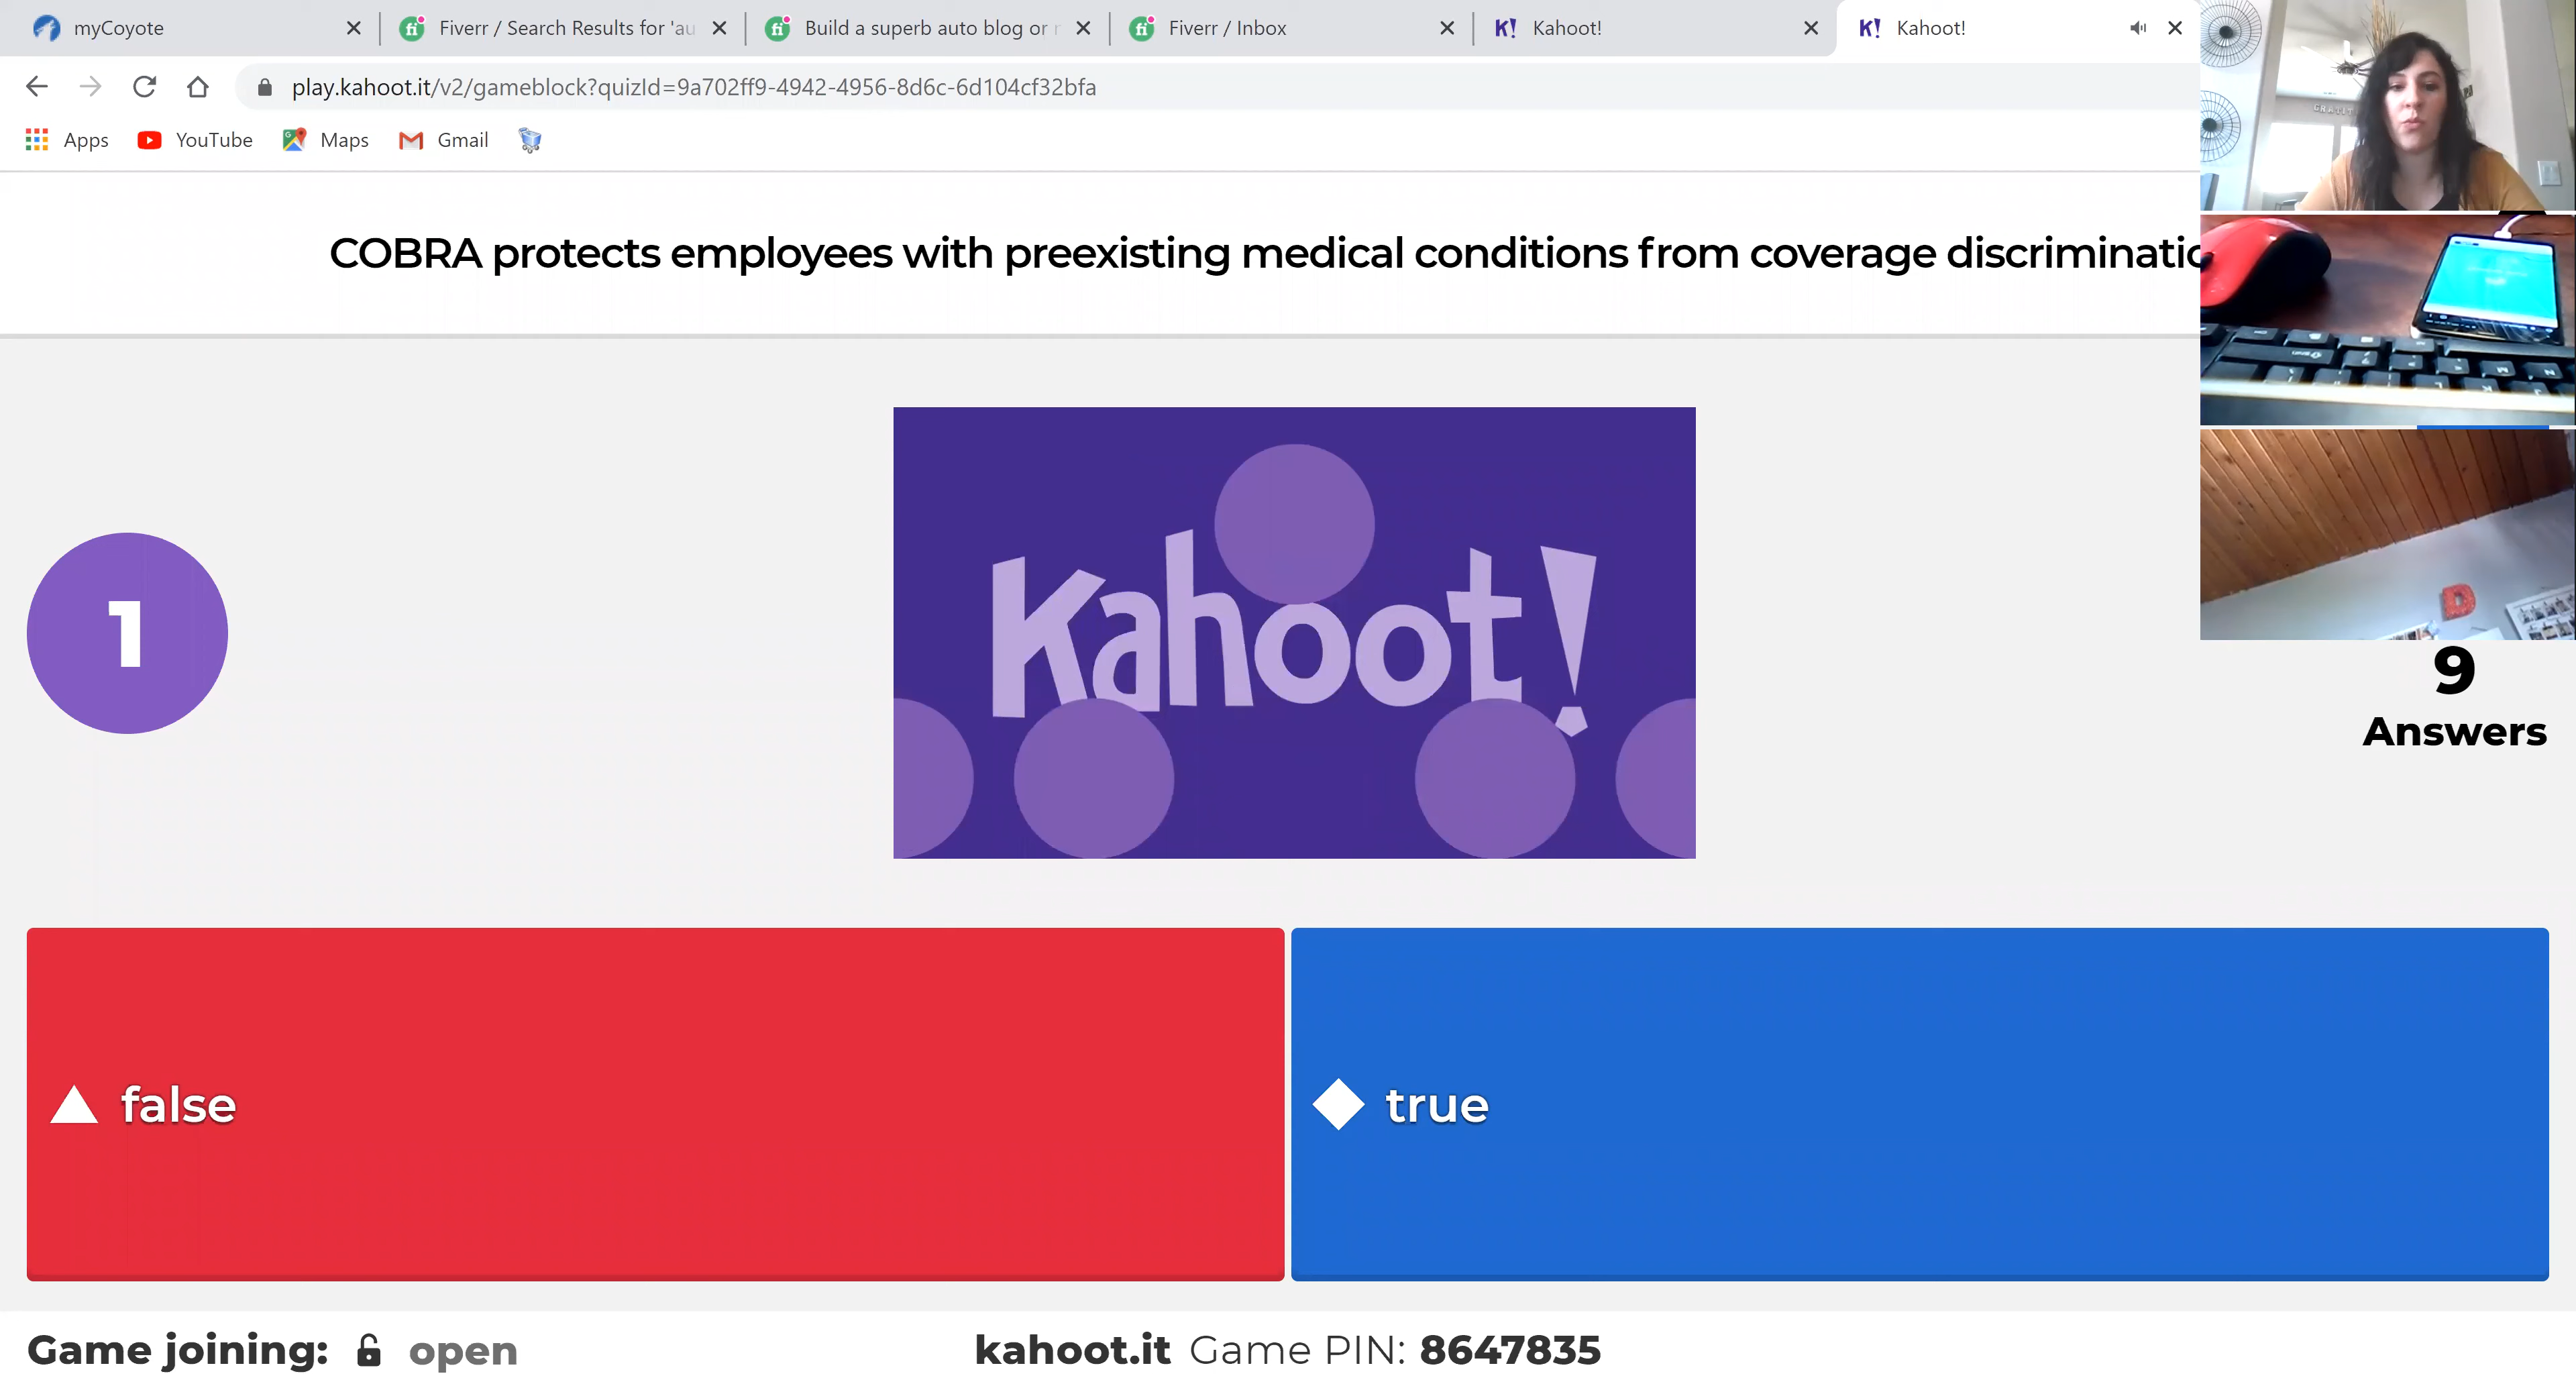 myCoyote
Fiverr / Search Results for 'au
Build a superb auto blog or r
Fiverr / Inbox
Kahoot!
Kahoot!
play.kahoot.it/v2/gameblock?quizId=9a702ff9-4942-4956-8d6c-6d104cf32bfa
Apps
YouTube
Maps
Gmail
COBRA protects employees with preexisting medical conditions from coverage discriminatio
1
Kahoot!
D
9
Answers
false
true
Game joining: open
kahoot.it Game PIN: 8647835